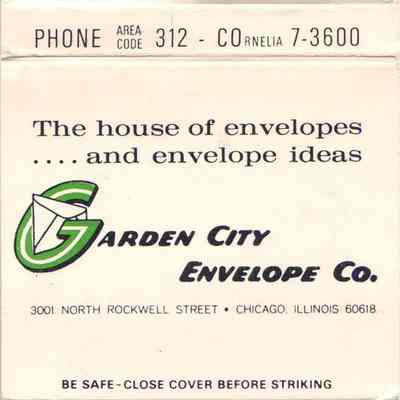 PHONE AREA CODE 312 - CORNELIA 7-3600
The house of envelopes
....and envelope ideas
GARDEN CITY
ENVELOPE CO.
3001 NORTH ROCKWELL STREET • CHICAGO, ILLINOIS 60618
BE SAFE-CLOSE COVER BEFORE STRIKING